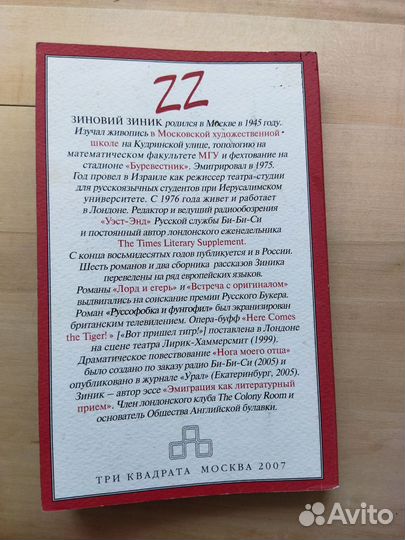 ZZ
ЗИНОВИЙ ЗИНИК родился в Москве в 1945 году.
Изучал живопись в Московской художественной
школе на Кудринской улице, топологию на
математическом факультете МГУ и фехтование на
стадионе «Буревестник». Эмигрировал в 1975.
Год провел в Израиле как режиссер театра-студии
для русскоязычных студентов при Иерусалимском
университете. С 1976 года живет и работает
в Лондоне. Редактор и ведущий радиообозрения
«Уэст-Энд» Русской службы Би-Би-Си
и постоянный автор лондонского еженедельника
The Times Literary Supplement.
С конца восьмидесятых годов публикуется и в России.
Шесть романов и два сборника рассказов Зиника
переведены на ряд европейских языков.
Романы «Лорд и егерь» и «Встреча с оригиналом»
выдвигались на соискание премии Русского Букера.
Роман «Руссофобка и фунгофил» был экранизирован
британским телевидением. Опера-буфф «Here Comes
the Tiger!» [«Вот пришел тигр!»] поставлена в Лондоне
на сцене театра Лирик-Хаммерсмит (1999).
Драматическое повествование «Нога моего отца»
было создано по заказу радио Би-Би-Си (2005) и
опубликовано в журнале «Урал» (Екатеринбург, 2005).
Зиник – автор эссе «Эмиграция как литературный
прием». Член лондонского клуба The Colony Room и
основатель Общества Английской булавки.
ТРИ КВАДРАТА МОСКВА 2007
Avito